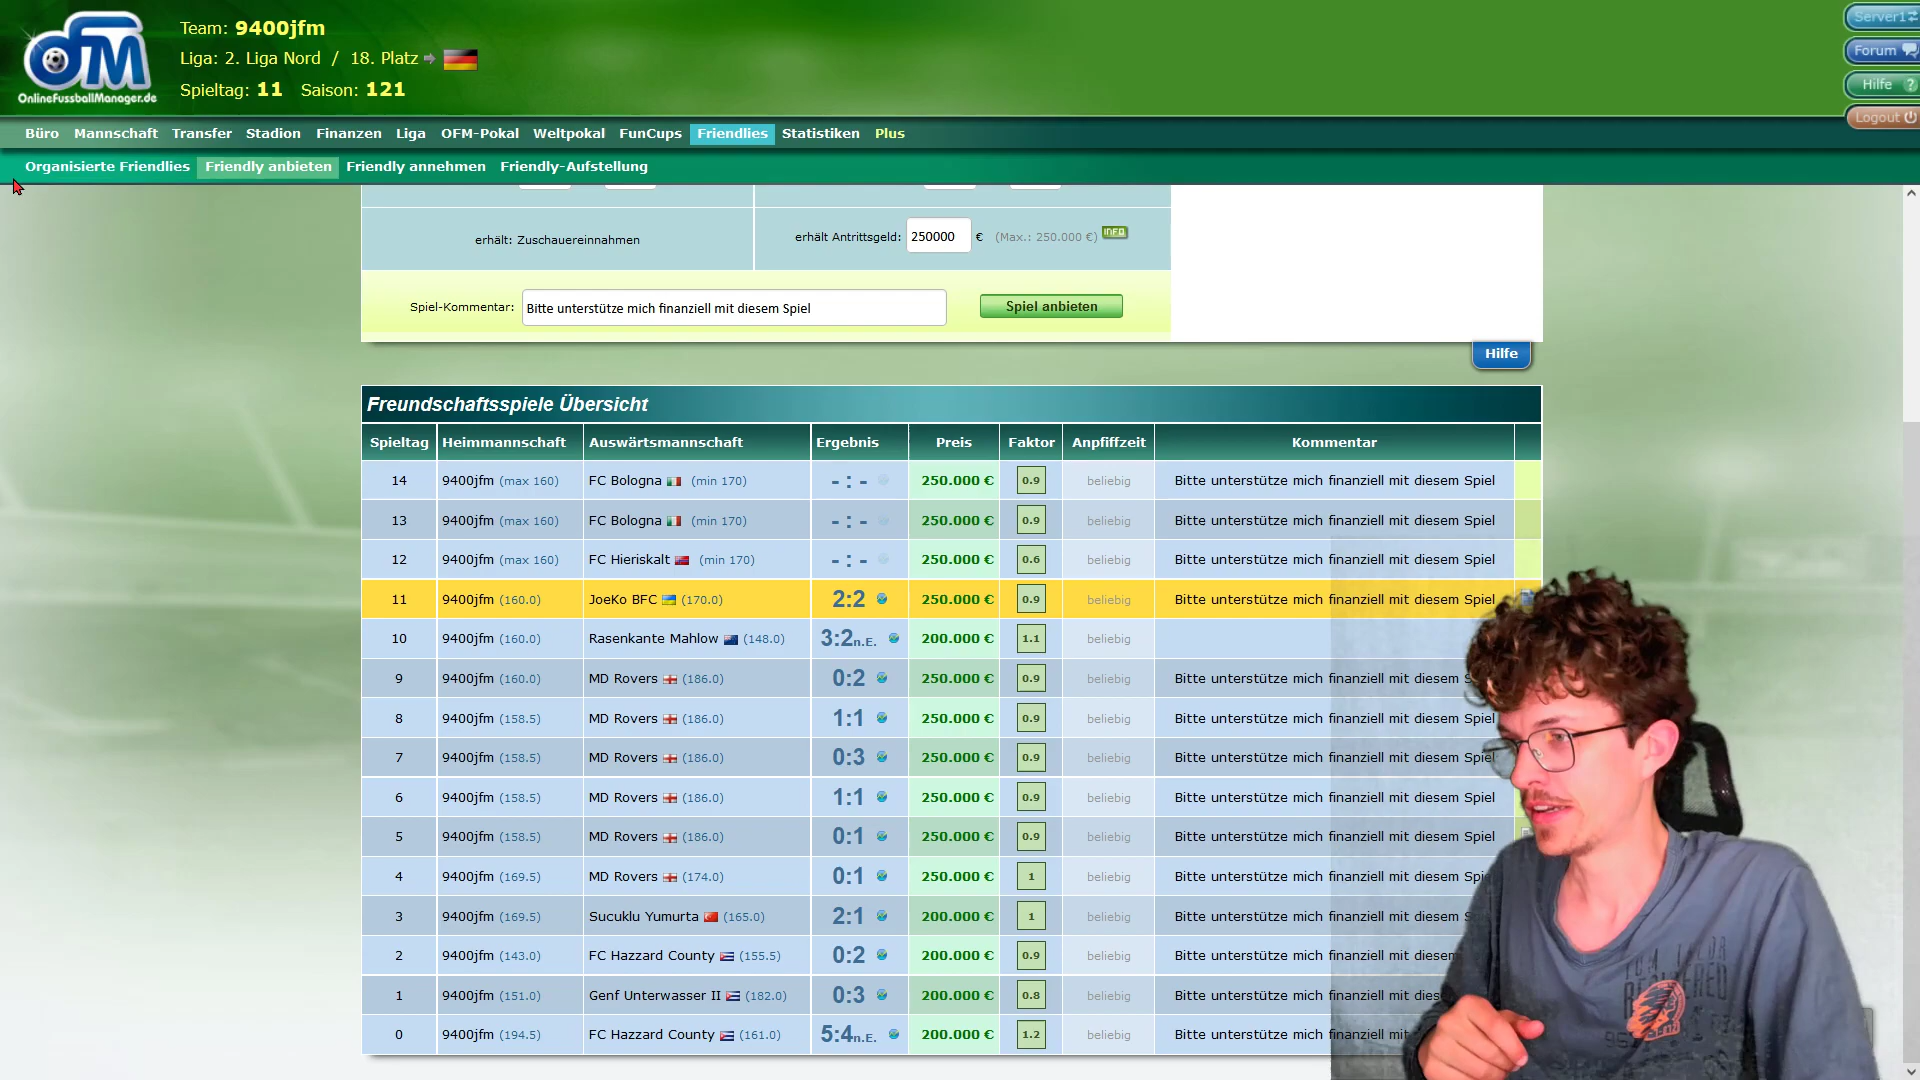 OFM
OnlineFussballManager.de
Team: 9400jfm
Liga: 2. Liga Nord / 18. Platz
Spieltag: 11 Saison: 121
Server1
Forum
Hilfe ?
Logout
Büro Mannschaft Transfer Stadion Finanzen Liga OFM-Pokal Weltpokal FunCups Friendlies Statistiken Plus
Organisierte Friendlies Friendly anbieten Friendly annehmen Friendly-Aufstellung
erhält: Zuschauereinnahmen erhält Antrittsgeld: 250000 € (Max.: 250.000 €) INFO
Spiel-Kommentar: Bitte unterstütze mich finanziell mit diesem Spiel Spiel anbieten
Hilfe
Freundschaftsspiele Übersicht
Spieltag Heimmannschaft Auswärtsmannschaft Ergebnis Preis Faktor Anpfiffzeit Kommentar
14 9400jfm (max 160) FC Bologna (min 170) - : - 250.000 € 0.9 beliebig Bitte unterstütze mich finanziell mit diesem Spiel
13 9400jfm (max 160) FC Bologna (min 170) - : - 250.000 € 0.9 beliebig Bitte unterstütze mich finanziell mit diesem Spiel
12 9400jfm (max 160) FC Hieriskalt (min 170) - : - 250.000 € 0.6 beliebig Bitte unterstütze mich finanziell mit diesem Spiel
11 9400jfm (160.0) JoeKo BFC (170.0) 2:2 250.000 € 0.9 beliebig Bitte unterstütze mich finanziell mit diesem Spiel
10 9400jfm (160.0) Rasenkante Mahlow (148.0) 3:2n.E. 200.000 € 1.1 beliebig
9 9400jfm (160.0) MD Rovers (186.0) 0:2 250.000 € 0.9 beliebig Bitte unterstütze mich finanziell mit diesem S
8 9400jfm (158.5) MD Rovers (186.0) 1:1 250.000 € 0.9 beliebig Bitte unterstütze mich finanziell mit diesem Spiel
7 9400jfm (158.5) MD Rovers (186.0) 0:3 250.000 € 0.9 beliebig Bitte unterstütze mich finanziell mit diesem Spiel
6 9400jfm (158.5) MD Rovers (186.0) 1:1 250.000 € 0.9 beliebig Bitte unterstütze mich finanziell mit diesem Spiel
5 9400jfm (158.5) MD Rovers (186.0) 0:1 250.000 € 0.9 beliebig Bitte unterstütze mich finanziell mit diesem Spiel
4 9400jfm (169.5) MD Rovers (174.0) 0:1 250.000 € 1 beliebig Bitte unterstütze mich finanziell mit diesem Spi
3 9400jfm (169.5) Sucuklu Yumurta (165.0) 2:1 200.000 € 1 beliebig Bitte unterstütze mich finanziell mit diesem S
2 9400jfm (143.0) FC Hazzard County (155.5) 0:2 200.000 € 0.9 beliebig Bitte unterstütze mich finanziell mit diesem
1 9400jfm (151.0) Genf Unterwasser II (182.0) 0:3 200.000 € 0.8 beliebig Bitte unterstütze mich finanziell mit dies
0 9400jfm (194.5) FC Hazzard County (161.0) 5:4n.E. 200.000 € 1.2 beliebig Bitte unterstütze mich finanziell mit